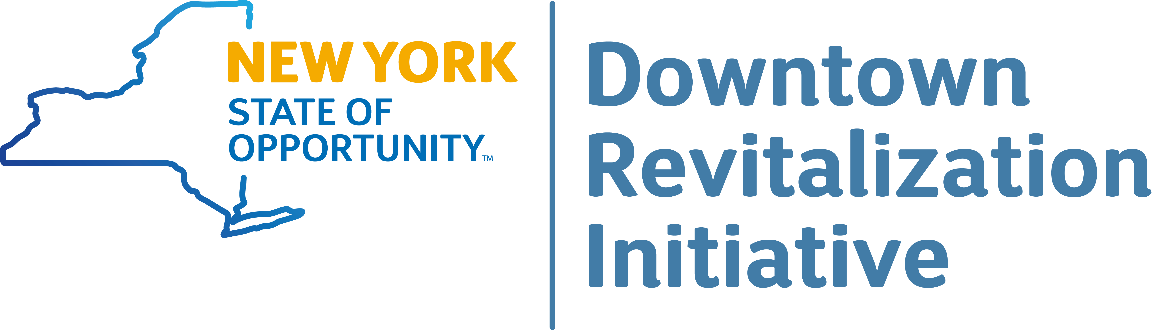 NEW YORK
STATE OF
OPPORTUNITY™
Downtown
Revitalization
Initiative